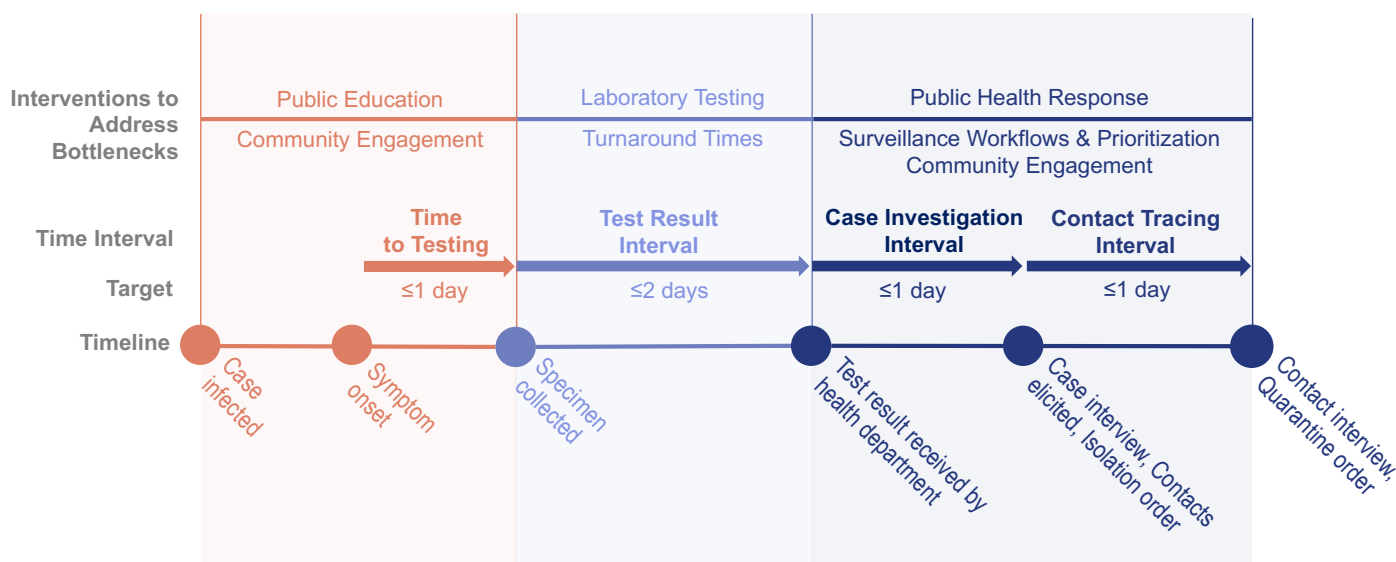 Interventions to
Address
Bottlenecks
Public Education
Community Engagement
Laboratory Testing
Turnaround Times
Public Health Response
Surveillance Workflows & Prioritization
Community Engagement
Time Interval
Time
to Testing
Test Result
Interval
Case Investigation
Interval
Contact Tracing
Interval
Target
≤1 day
≤2 days
≤1 day
≤1 day
Timeline
Case
infected
Symptom
onset
Specimen
collected
Test result received by
health department
Case interview, Contacts
elicited, Isolation order
Contact interview,
Quarantine order